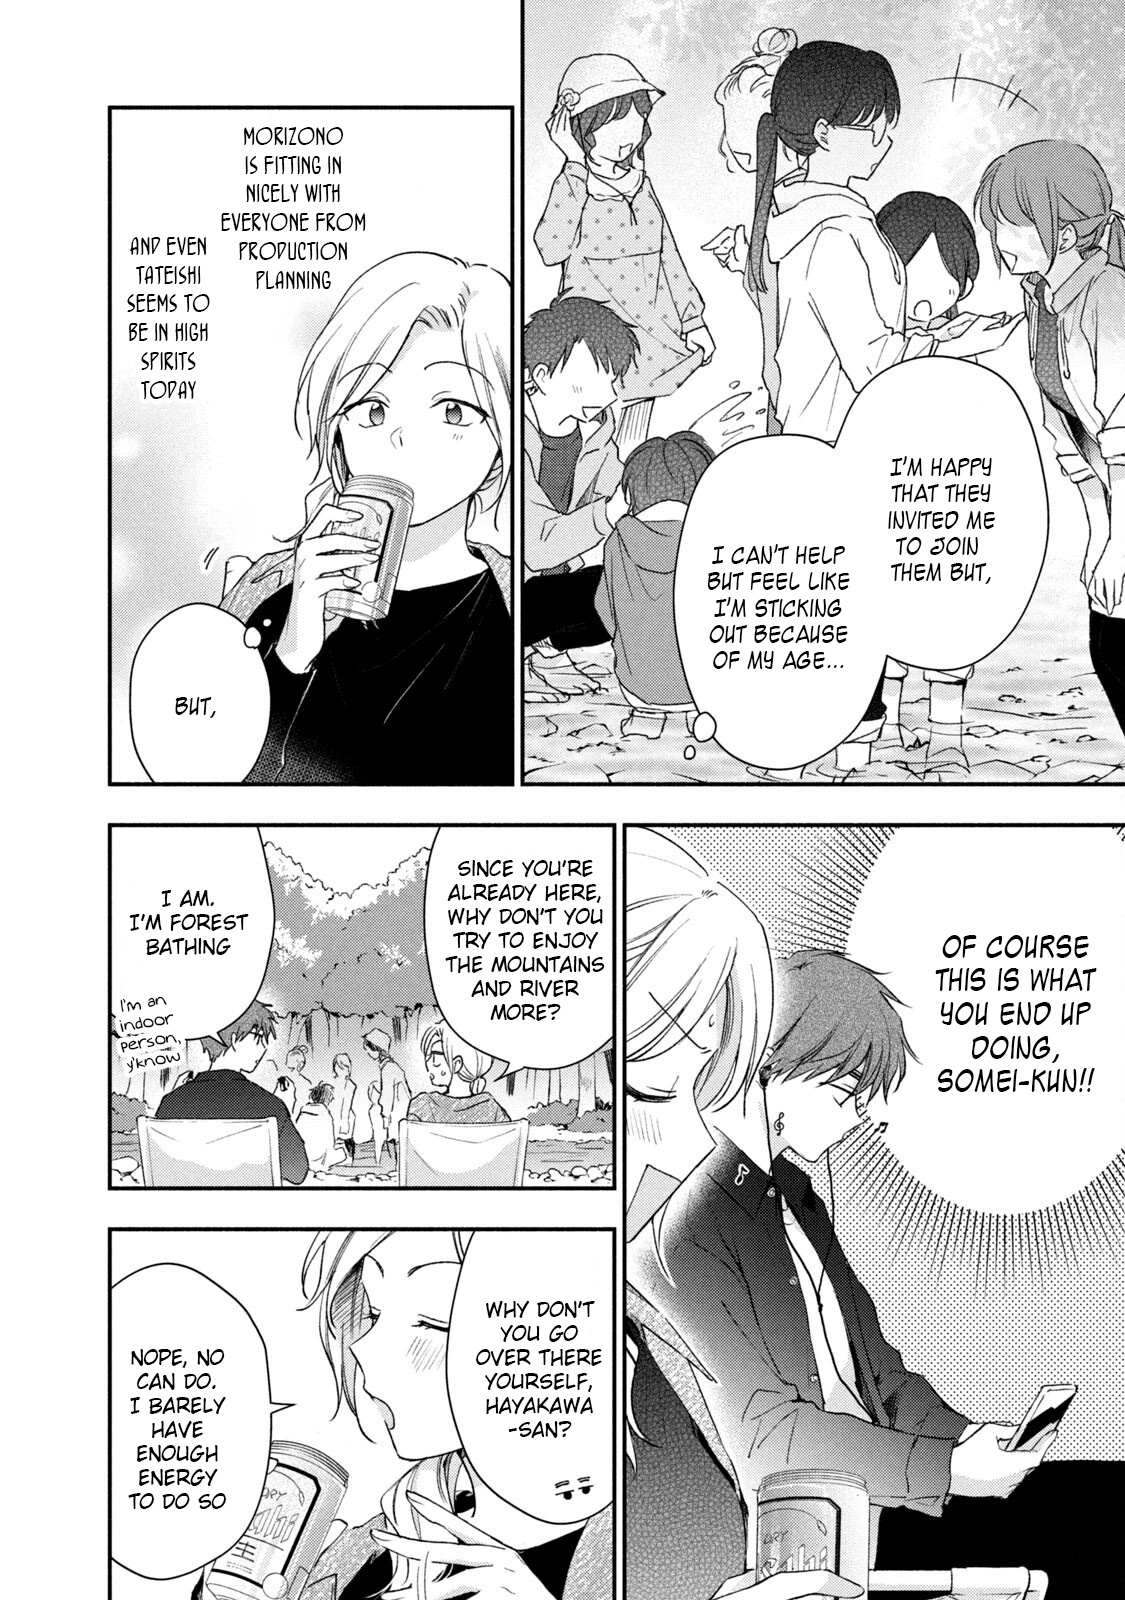 I'M HAPPY
THAT THEY
INVITED ME
TO JOIN
THEM BUT,
I CAN'T HELP
BUT FEEL LIKE
I'M STICKING
OUT BECAUSE
OF MY AGE...
MORIZONO
IS FITTING IN
NICELY WITH
EVERYONE FROM
PRODUCTION
PLANNING
AND EVEN
TATEISHI
SEEMS TO
BE IN HIGH
SPIRITS
TODAY
BUT,
OF COURSE
THIS IS WHAT
YOU END UP
DOING,
SOMEI-KUN!!
SINCE YOU'RE
ALREADY HERE,
WHY DON'T YOU
TRY TO ENJOY
THE MOUNTAINS
AND RIVER
MORE?
I AM.
I'M FOREST
BATHING
I'm an
indoor
person,
y'know
WHY DON'T
YOU GO
OVER THERE
YOURSELF,
HAYAKAWA
-SAN?
NOPE, NO
CAN DO.
I BARELY
HAVE
ENOUGH
ENERGY
TO DO SO